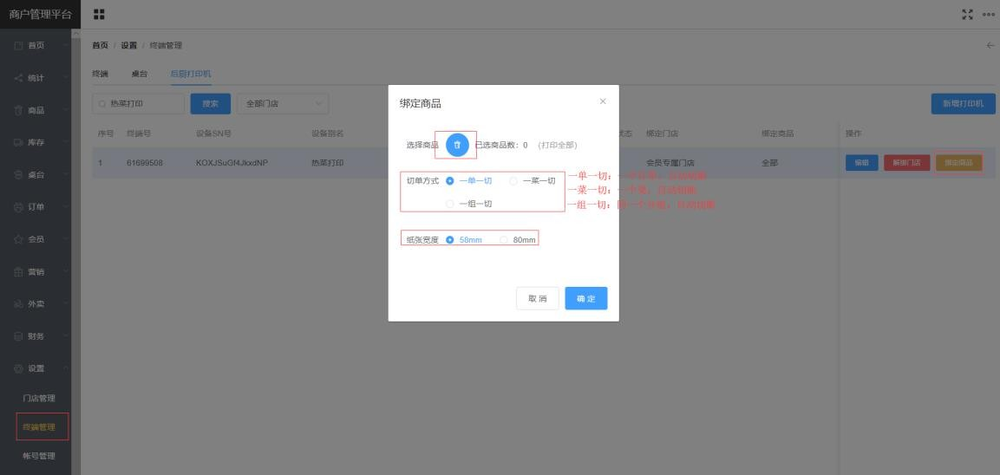 商户管理平台
首页 / 设置 / 终端管理
终端 桌台 后厨打印机
热菜打印 搜索 全部门店 新增打印机
序号 终端号 设备SN号 设备别名 状态 绑定门店 绑定商品 操作
1 61699508 KOXJSuGf4JkxdNP 热菜打印 会员专属门店 全部 编辑 解绑门店 绑定商品
首页
统计
商品
库存
桌台
订单
会员
营销
外卖
财务
设置
门店管理
终端管理
帐号管理
绑定商品
选择商品 已选商品数：0 (打印全部)
切单方式 一单一切 一菜一切
一组一切
一单一切：一个订单，自动切断
一菜一切：一个菜，自动切断
一组一切：同一个分组，自动切断
纸张宽度 58mm 80mm
取消 确定